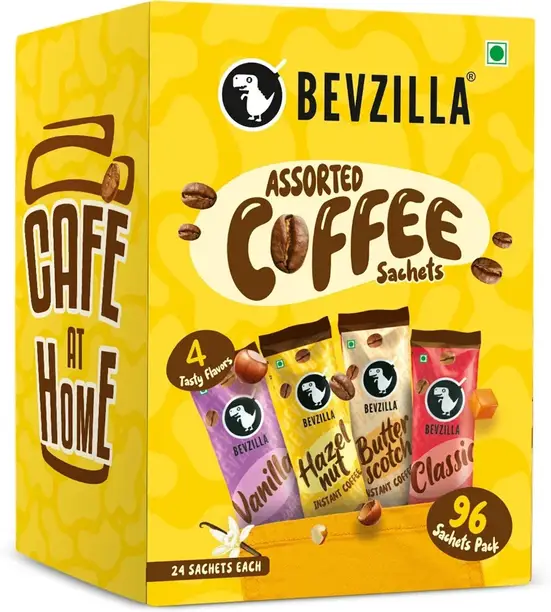 BEVZILLA®
ASSORTED
COFFEE
Sachets
CAFE
AT
HOME
4
Tasty Flavors
BEVZILLA
Vanilla
BEVZILLA
Hazel
nut
INSTANT COFFEE
BEVZILLA
Butter
scotch
INSTANT COFFEE
BEVZILLA
Classic
96
Sachets Pack
24 SACHETS EACH